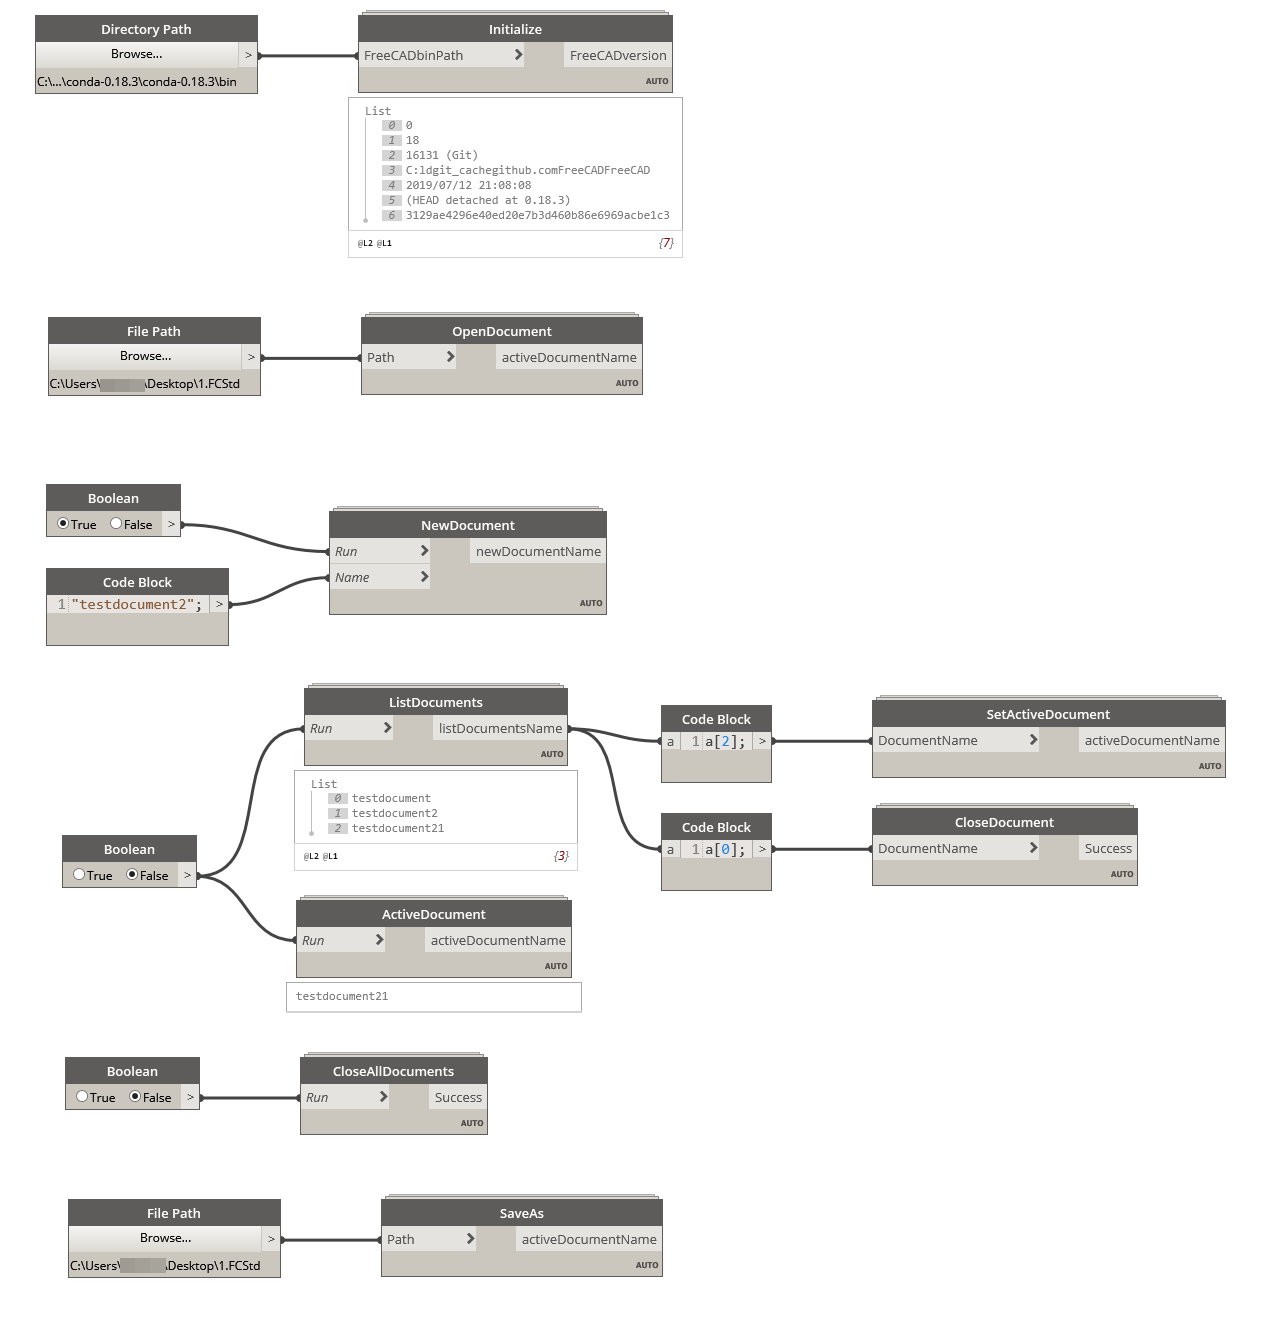 Directory Path
Browse... >
C:\...\conda-0.18.3\conda-0.18.3\bin
Initialize
FreeCADbinPath > FreeCADversion
AUTO
List
0 0
1 18
2 16131 (Git)
3 C:ldgit_cachegithub.comFreeCADFreeCAD
4 2019/07/12 21:08:08
5 (HEAD detached at 0.18.3)
6 3129ae4296e40ed20e7b3d460b86e6969acbe1c3
@L2 @L1 {7}
File Path
Browse... >
C:\Users\ \Desktop\1.FCStd
OpenDocument
Path > activeDocumentName
AUTO
Boolean
True False >
Code Block
1 "testdocument2"; >
NewDocument
Run > newDocumentName
Name >
AUTO
ListDocuments
Run > listDocumentsName
AUTO
List
0 testdocument
1 testdocument2
2 testdocument21
@L2 @L1 {3}
Code Block
a 1 a[2]; >
SetActiveDocument
DocumentName > activeDocumentName
AUTO
Code Block
a 1 a[0]; >
CloseDocument
DocumentName > Success
AUTO
Boolean
True False >
ActiveDocument
Run > activeDocumentName
AUTO
testdocument21
Boolean
True False >
CloseAllDocuments
Run > Success
AUTO
File Path
Browse... >
C:\Users\ \Desktop\1.FCStd
SaveAs
Path > activeDocumentName
AUTO